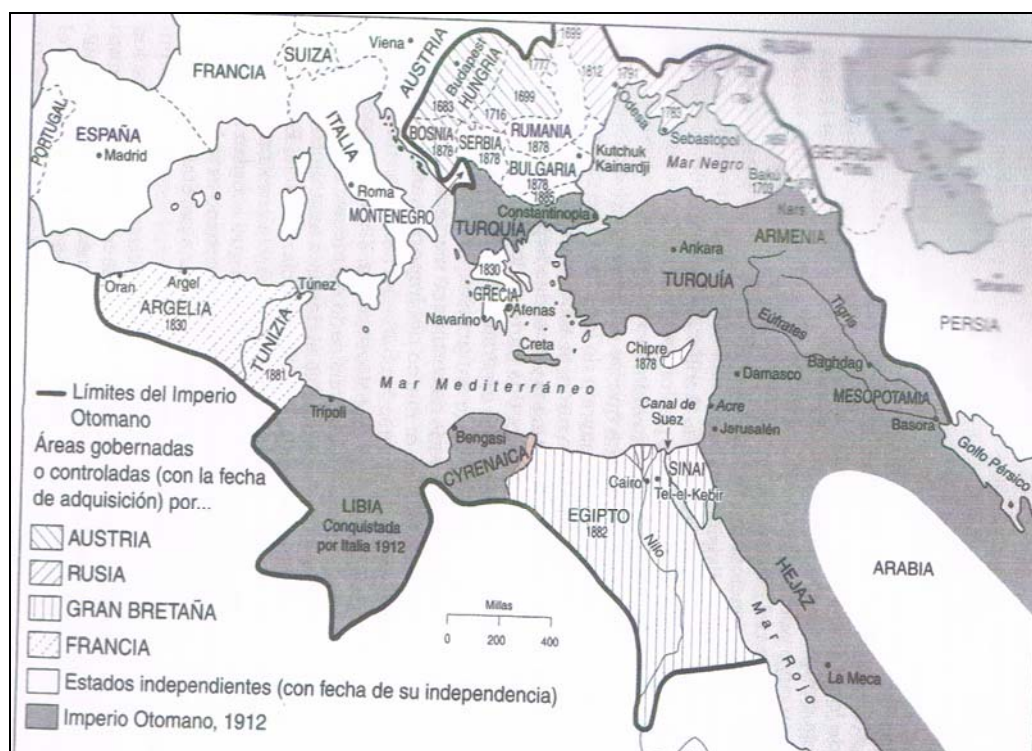 FRANCIA
SUIZA
Viena
AUSTRIA
Budapest
HUNGRIA
1683
1699
1716
1777
1699
1812
1791
1783
Odessa
Sebastopol
RUSIA
GEORGIA
Tiflis
Bakú
Kars
PORTUGAL
ESPAÑA
Madrid
ITALIA
Roma
BOSNIA
1878
SERBIA
1878
RUMANIA
1878
BULGARIA
1878
1885
Kutchuk
Kainardji
Mar Negro
MONTENEGRO
TURQUÍA
Constantinopla
Ankara
TURQUÍA
ARMENIA
Teherán
PERSIA
1830
GRECIA
Atenas
Navarino
Creta
Chipre
1878
Oran
Argel
Túnez
ARGELIA
1830
TUNIZIA
1881
Mar Mediterráneo
Éufrates
Tigris
Baghdag
MESOPOTAMIA
Basora
Golfo Pérsico
Damasco
Acre
Jerusalén
Canal de
Suez
SINAI
Cairo
Tel-el-Kebir
EGIPTO
1882
Nilo
Trípoli
Bengasi
CYRENAICA
LIBIA
Conquistada
por Italia 1912
HEJAZ
ARABIA
Mar Rojo
La Meca
Millas
0 200 400
Límites del Imperio
Otomano
Áreas gobernadas
o controladas (con la fecha
de adquisición) por...
AUSTRIA
RUSIA
GRAN BRETAÑA
FRANCIA
Estados independientes (con fecha de su independencia)
Imperio Otomano, 1912